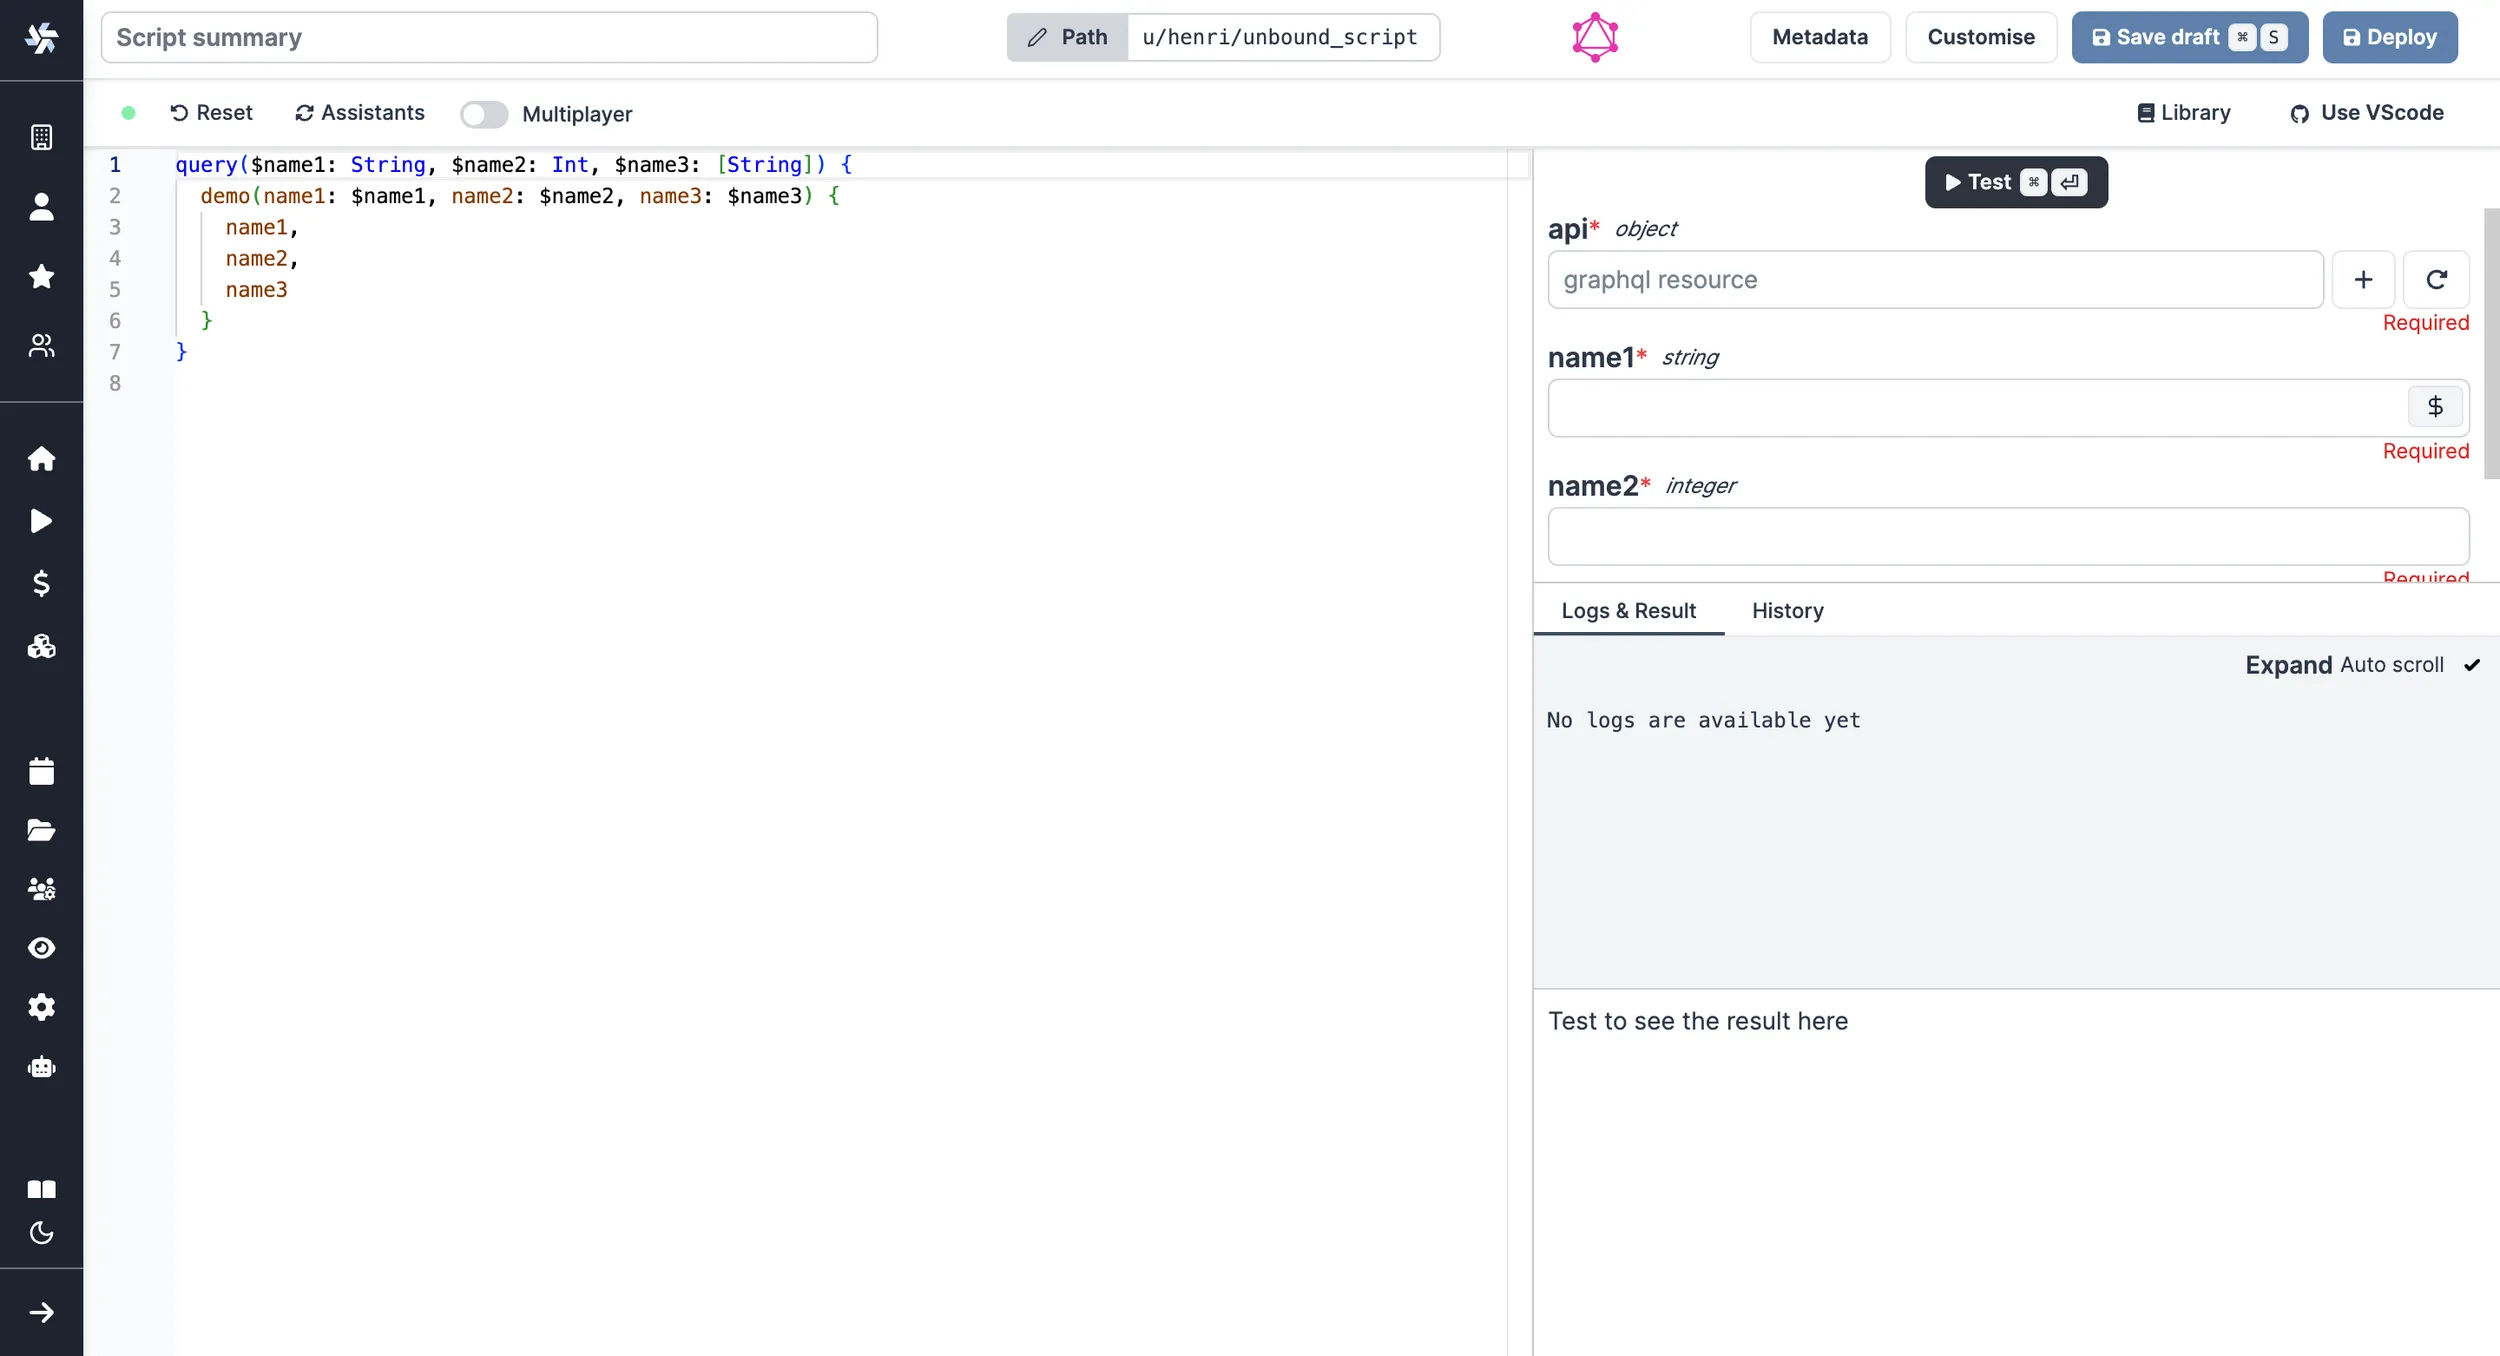 Script summary
Path u/henri/unbound_script
Metadata
Customise
Save draft ⌘ S
Deploy
Reset
Assistants
Multiplayer
Library
Use VScode
1 query($name1: String, $name2: Int, $name3: [String]) {
2 demo(name1: $name1, name2: $name2, name3: $name3) {
3 name1,
4 name2,
5 name3
6 }
7 }
8
Test ⌘ ⏎
api* object
graphql resource
Required
name1* string
$
Required
name2* integer
Required
Logs & Result
History
Expand Auto scroll
No logs are available yet
Test to see the result here